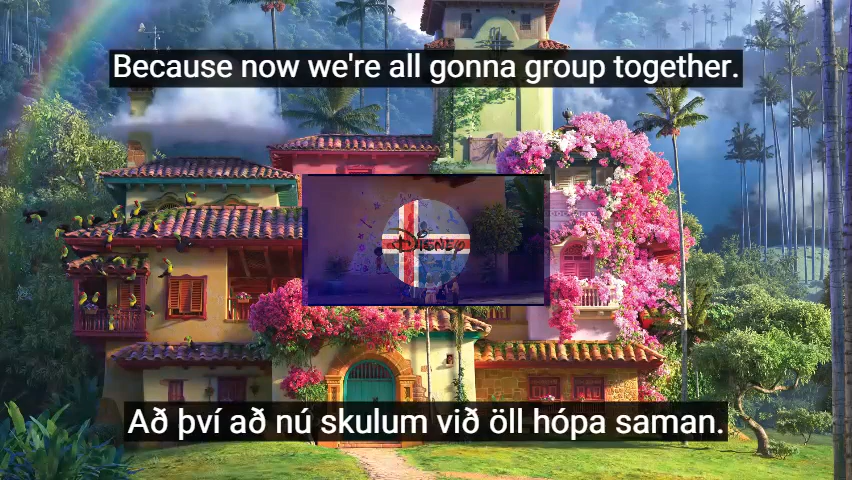 Because now we're all gonna group together.
Disney
Að því að nú skulum við öll hópa saman.